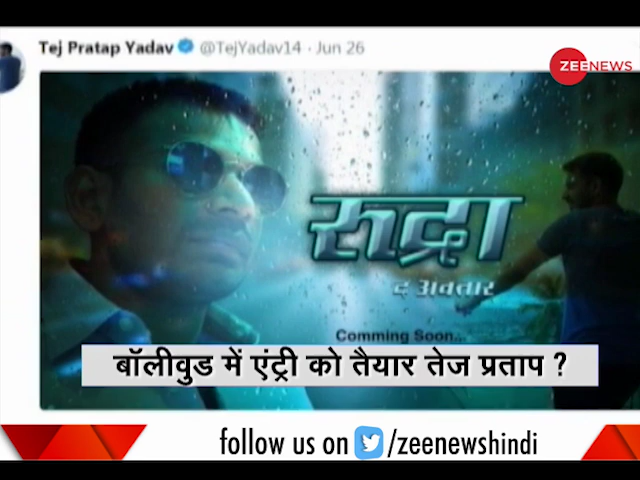 Tej Pratap Yadav @TejYadav14 · Jun 26
ZEE NEWS
रुद्रा
द अवतार
Comming Soon...
बॉलीवुड में एंट्री को तैयार तेज प्रताप ?
follow us on /zeenewshindi